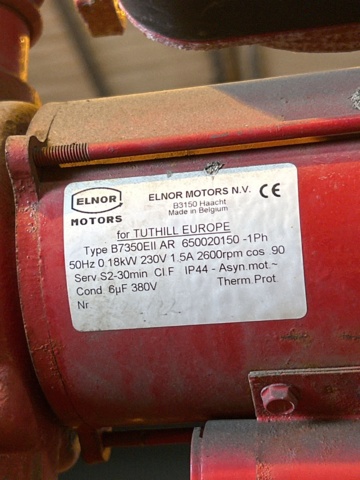 ELNOR
MOTORS
ELNOR MOTORS N.V.
B3150 Haacht
Made in Belgium
CE
for TUTHILL EUROPE
Type B7350EII AR 650020150 -1Ph
50Hz 0.18kW 230V 1.5A 2600rpm cos .90
Serv.S2-30min Cl.F IP44 - Asyn.mot.~
Cond. 6µF 380V Therm.Prot.
Nr